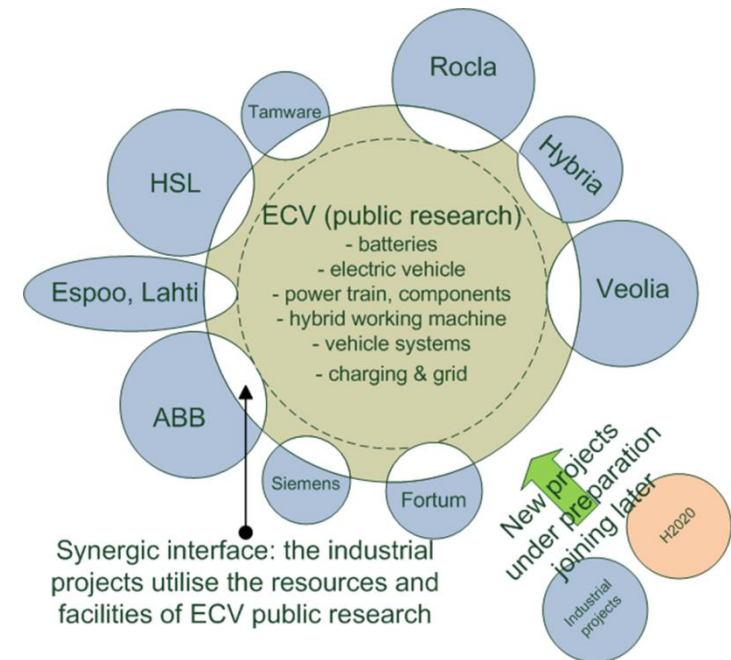 Rocla
Tamware
Hybria
HSL
ECV (public research)
- batteries
- electric vehicle
- power train, components
- hybrid working machine
- vehicle systems
- charging & grid
Espoo, Lahti
Veolia
ABB
Siemens
Fortum
New projects
under preparation
joining later
H2020
Industrial
projects
Synergic interface: the industrial
projects utilise the resources and
facilities of ECV public research